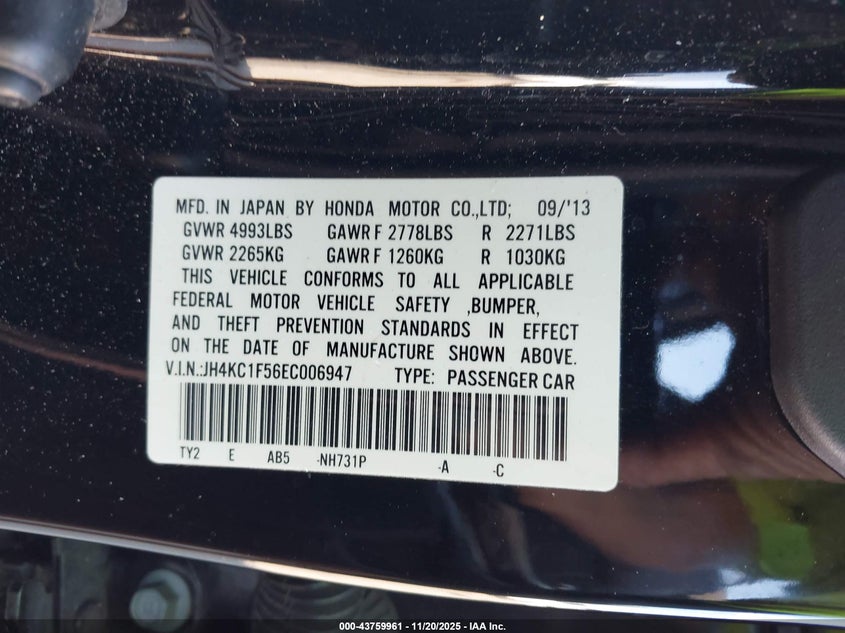 MFD. IN JAPAN BY HONDA MOTOR CO.,LTD; 09/'13
GVWR 4993LBS GAWR F 2778LBS R 2271LBS
GVWR 2265KG GAWR F 1260KG R 1030KG
THIS VEHICLE CONFORMS TO ALL APPLICABLE
FEDERAL MOTOR VEHICLE SAFETY ,BUMPER,
AND THEFT PREVENTION STANDARDS IN EFFECT
ON THE DATE OF MANUFACTURE SHOWN ABOVE.
V.I.N.:JH4KC1F56EC006947 TYPE: PASSENGER CAR
TY2 E AB5 -NH731P -A -C
000-43759961 - 11/20/2025 - IAA Inc.